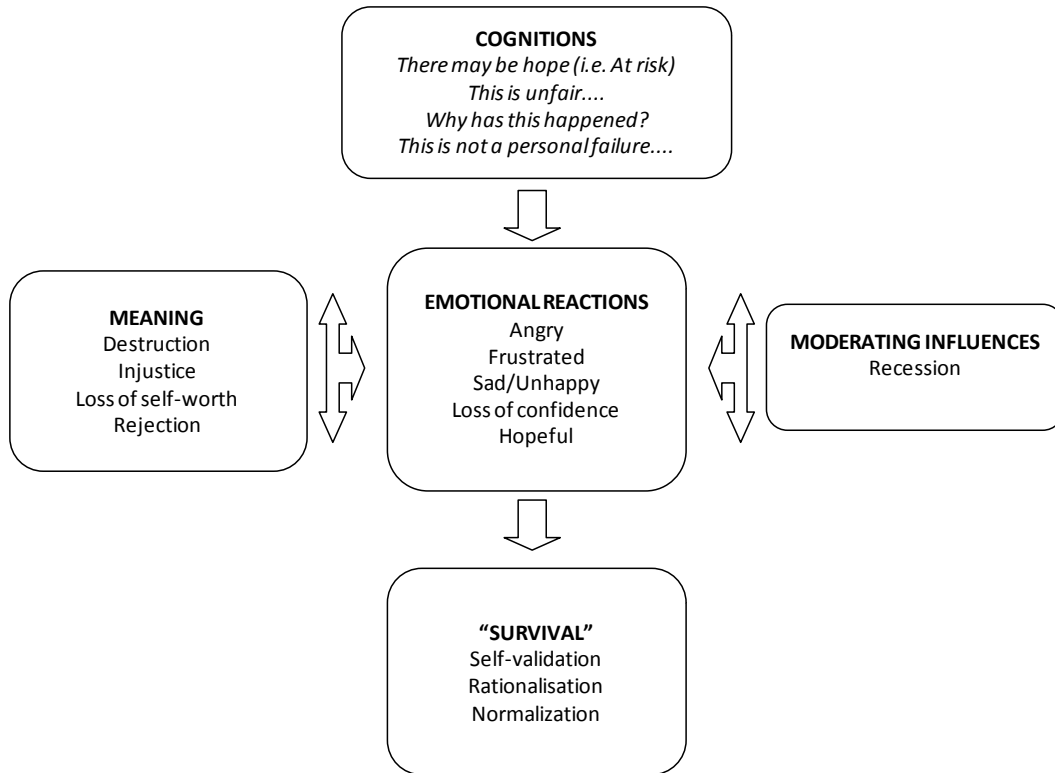 COGNITIONS
There may be hope (i.e. At risk)
This is unfair....
Why has this happened?
This is not a personal failure....
MEANING
Destruction
Injustice
Loss of self-worth
Rejection
EMOTIONAL REACTIONS
Angry
Frustrated
Sad/Unhappy
Loss of confidence
Hopeful
MODERATING INFLUENCES
Recession
“SURVIVAL”
Self-validation
Rationalisation
Normalization